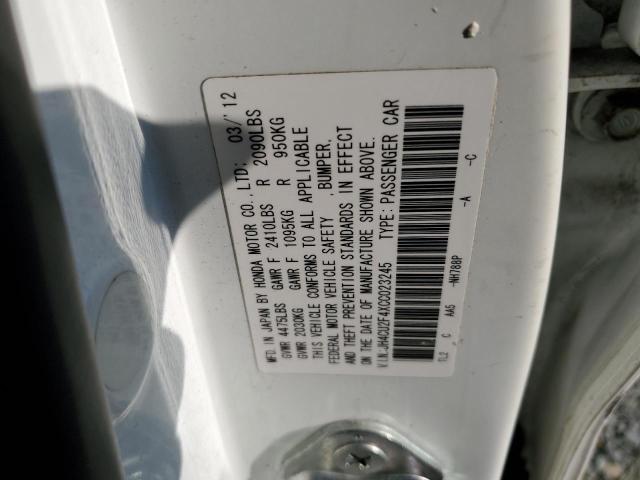 MFD. IN JAPAN BY HONDA MOTOR CO., LTD. 03/'12
GVWR 4475LBS GAWR F 2410LBS R 2090LBS
GVWR 2030KG GAWR F 1095KG R 950KG
THIS VEHICLE CONFORMS TO ALL APPLICABLE
FEDERAL MOTOR VEHICLE SAFETY ,BUMPER,
AND THEFT PREVENTION STANDARDS IN EFFECT
ON THE DATE OF MANUFACTURE SHOWN ABOVE.
V.I.N.JH4CU2F4XCC023245 TYPE: PASSENGER CAR
TL2 C AA5 -NH788P -A -C